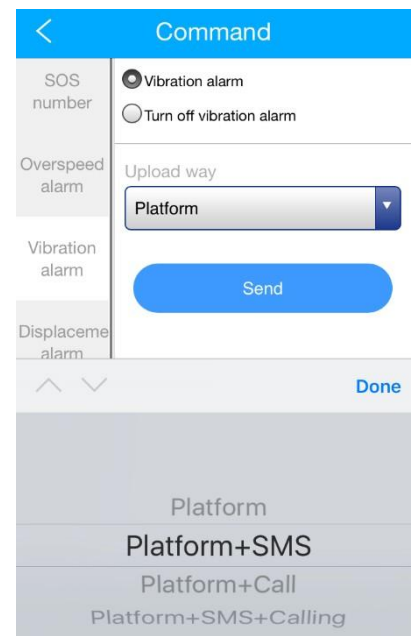 Command
SOS
number
Overspeed
alarm
Vibration
alarm
Displaceme
alarm
Vibration alarm
Turn off vibration alarm
Upload way
Platform
Send
Done
Platform
Platform+SMS
Platform+Call
Platform+SMS+Calling